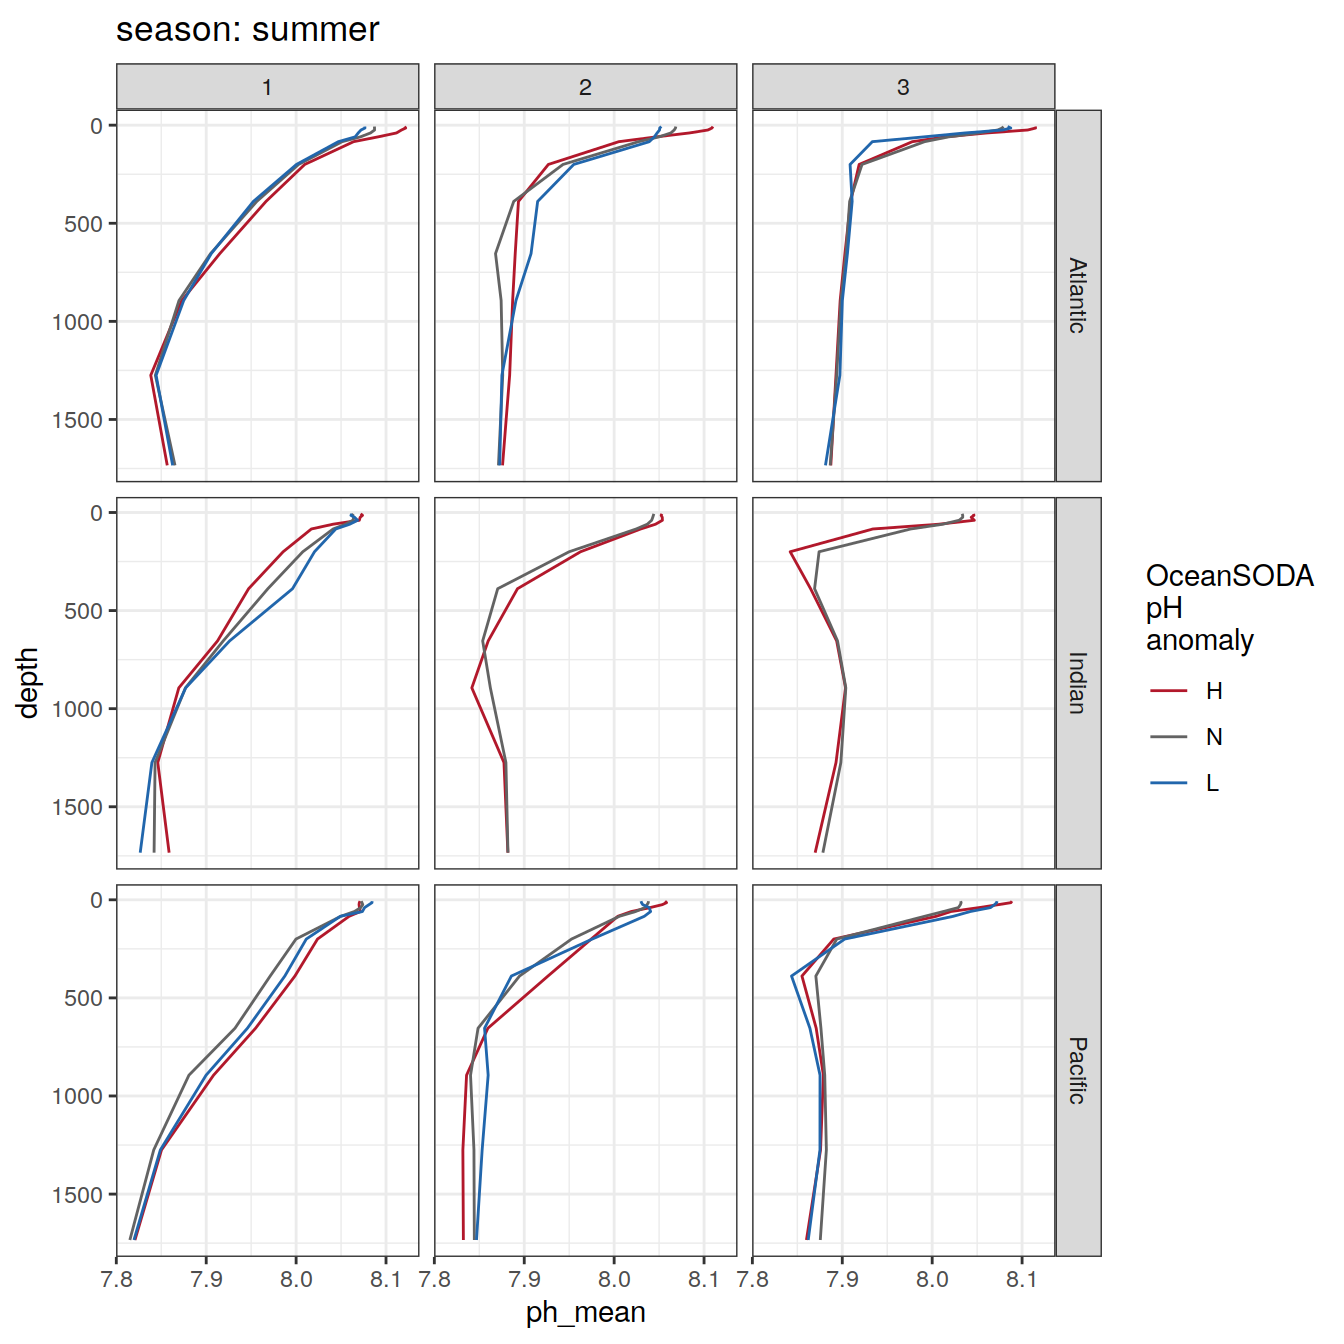 season: summer
1 2 3
0
500
1000
1500
Atlantic
0
500
1000
1500
Indian
0
500
1000
1500
Pacific
depth
7.8 7.9 8.0 8.1 7.8 7.9 8.0 8.1 7.8 7.9 8.0 8.1
ph_mean
OceanSODA
pH
anomaly
H
N
L